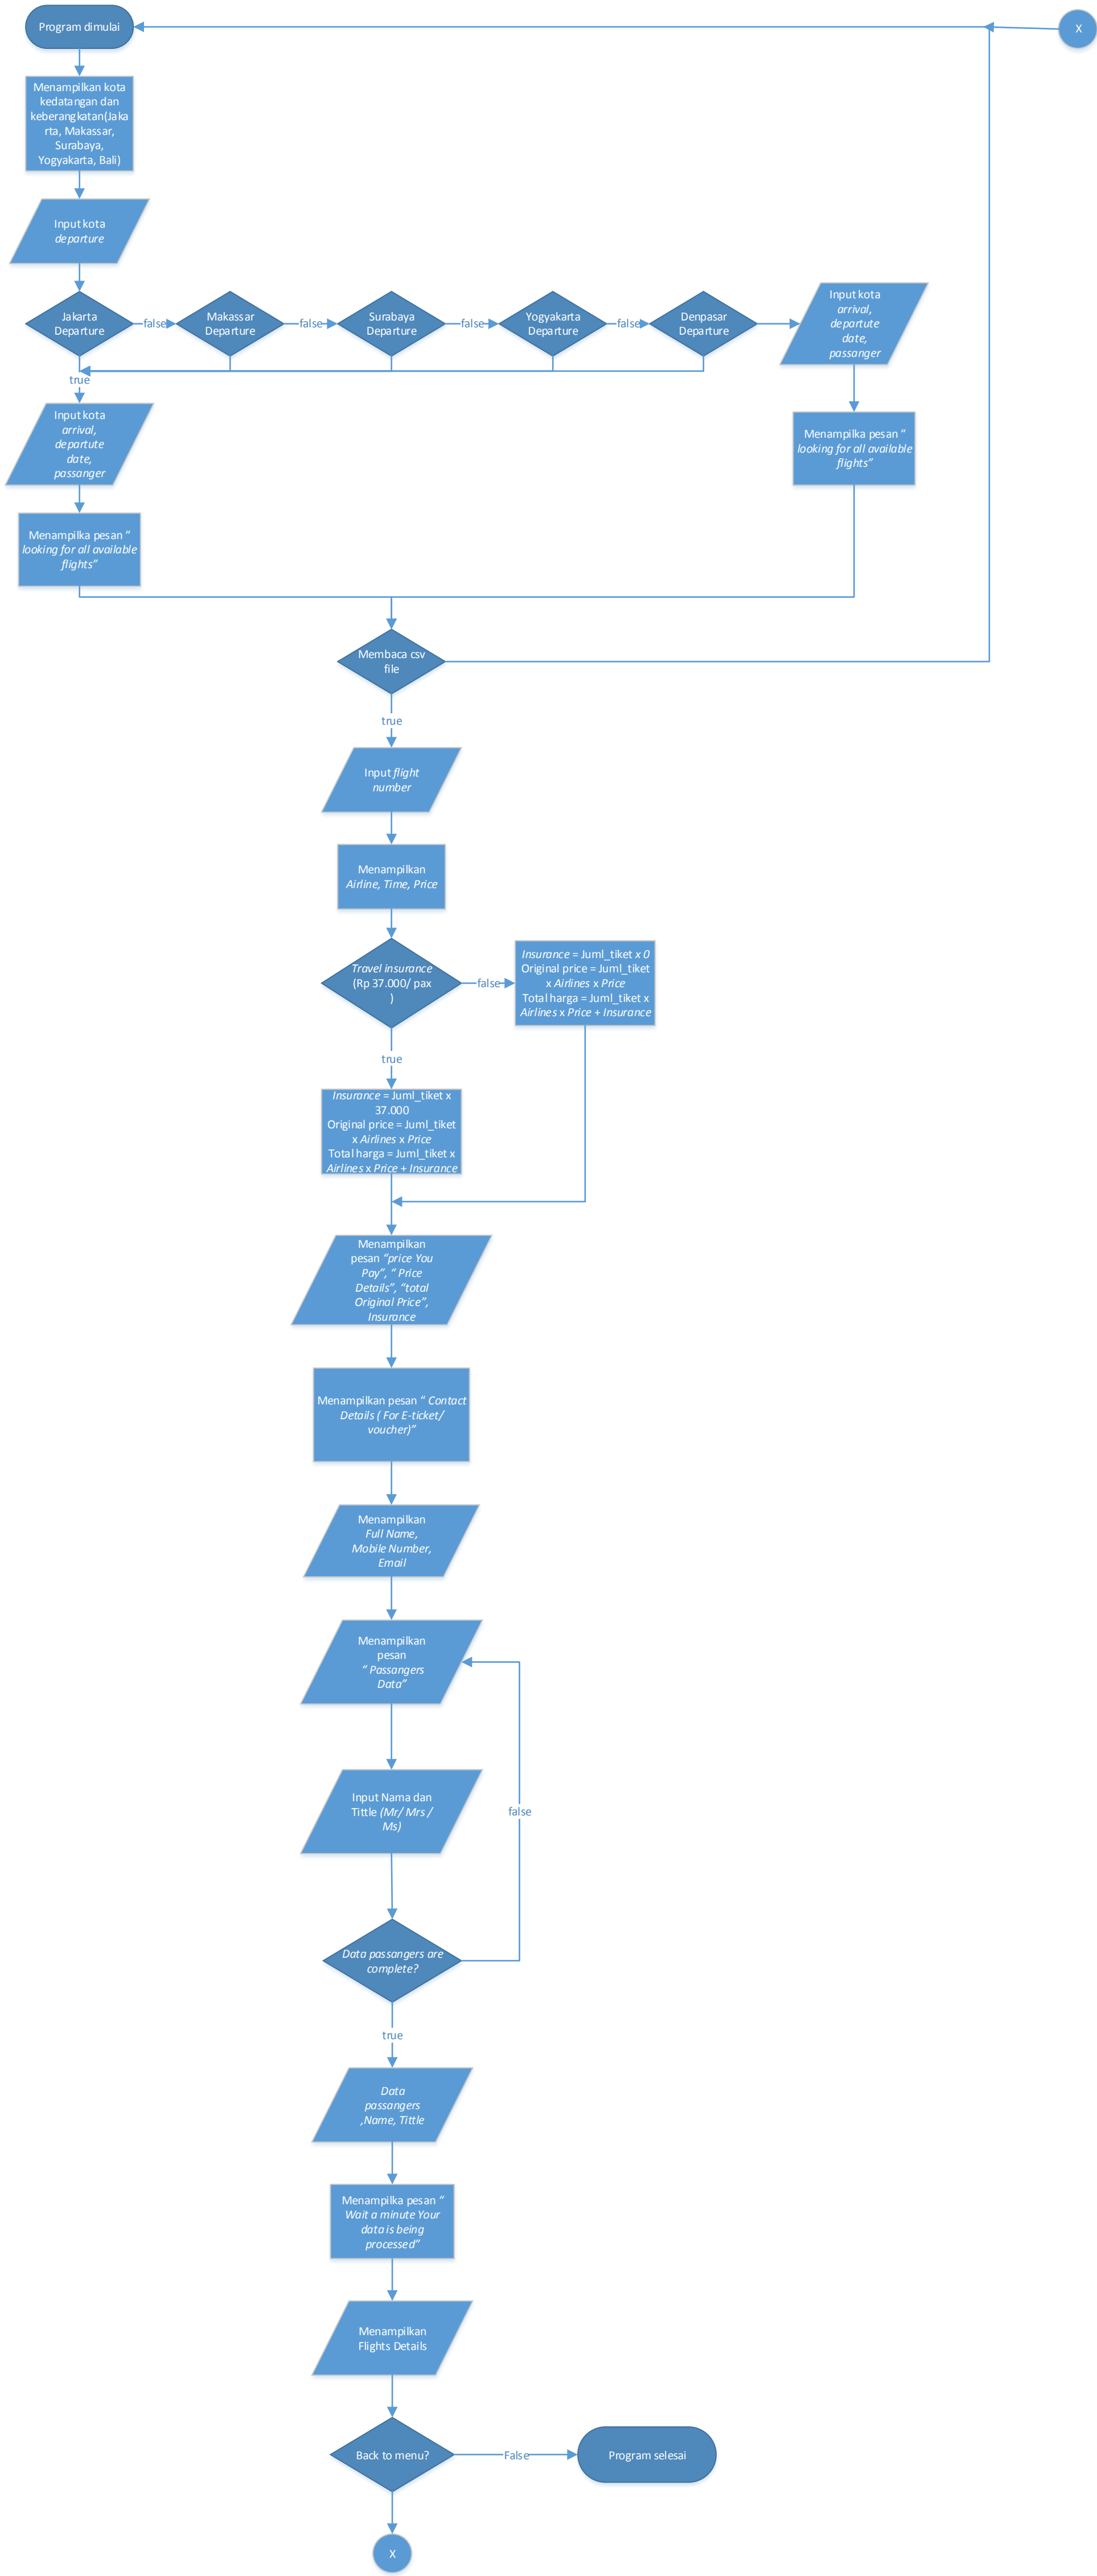 Program dimulai
X
Menampilkan kota
kedatangan dan
keberangkatan(Jaka
rta, Makassar,
Surabaya,
Yogyakarta, Bali)
Input kota
departure
Jakarta
Departure
false
Makassar
Departure
false
Surabaya
Departure
false
Yogyakarta
Departure
false
Denpasar
Departure
Input kota
arrival,
departute
date,
passanger
true
Input kota
arrival,
departute
date,
passanger
Menampilka pesan “
looking for all available
flights”
Menampilka pesan “
looking for all available
flights”
Membaca csv
file
true
Input flight
number
Menampilkan
Airline, Time, Price
Travel insurance
(Rp 37.000/ pax
)
false
Insurance = Juml_tiket x 0
Original price = Juml_tiket
x Airlines x Price
Total harga = Juml_tiket x
Airlines x Price + Insurance
true
Insurance = Juml_tiket x
37.000
Original price = Juml_tiket
x Airlines x Price
Total harga = Juml_tiket x
Airlines x Price + Insurance
Menampilkan
pesan “price You
Pay”, “ Price
Details”, “total
Original Price”,
Insurance
Menampilkan pesan “ Contact
Details ( For E-ticket/
voucher)”
Menampilkan
Full Name,
Mobile Number,
Email
Menampilkan
pesan
“ Passangers
Data”
Input Nama dan
Tittle (Mr/ Mrs /
Ms)
false
Data passangers are
complete?
true
Data
passangers
,Name, Tittle
Menampilka pesan “
Wait a minute Your
data is being
processed”
Menampilkan
Flights Details
Back to menu?
False
Program selesai
X